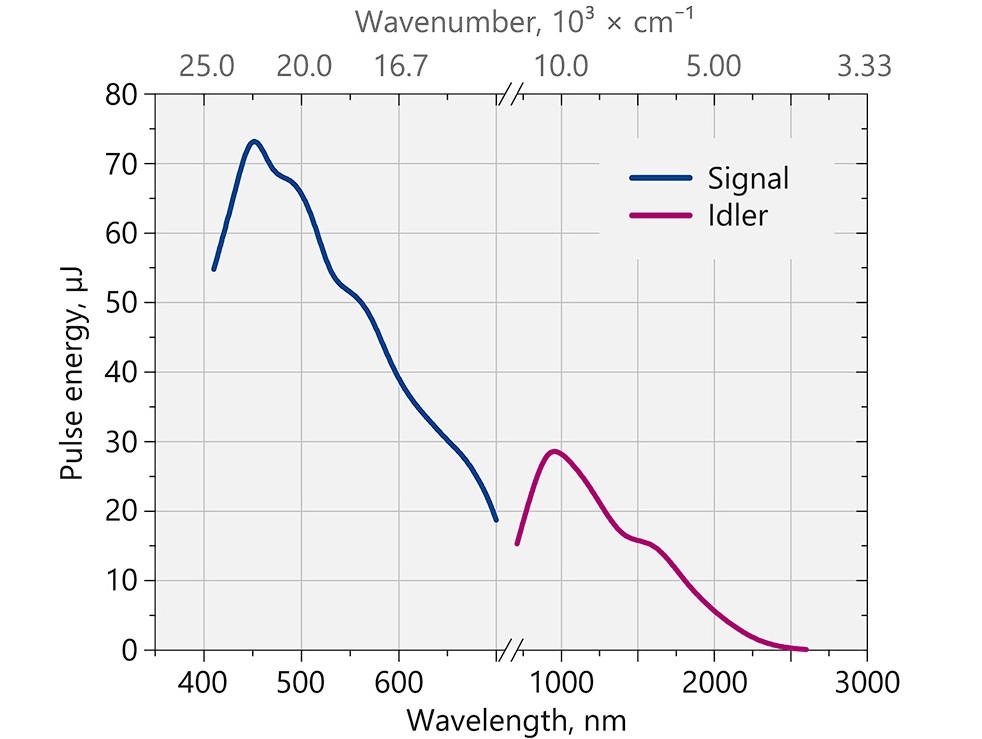 Wavenumber, 10³ × cm⁻¹
25.0 20.0 16.7 10.0 5.00 3.33
80
70
60
50
40
30
20
10
0
Pulse energy, µJ
Signal
Idler
400 500 600 1000 2000 3000
Wavelength, nm